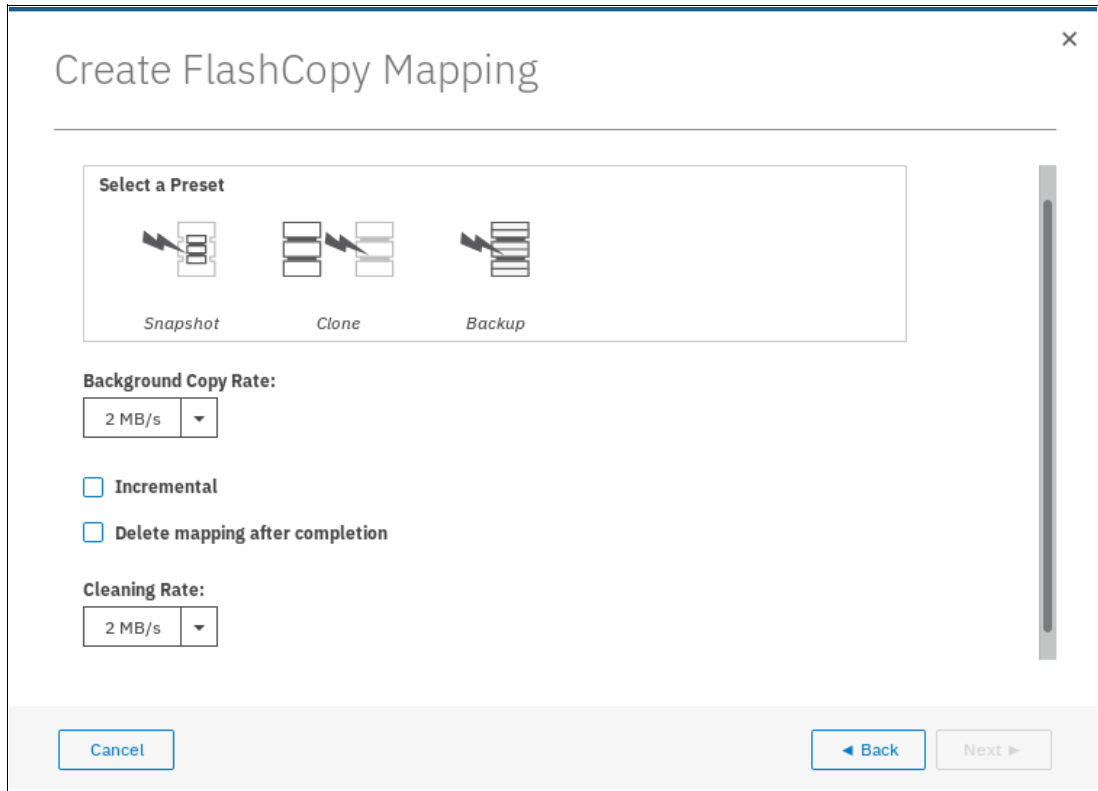 Create FlashCopy Mapping
Select a Preset
Snapshot Clone Backup
Background Copy Rate:
2 MB/s
Incremental
Delete mapping after completion
Cleaning Rate:
2 MB/s
Cancel Back Next